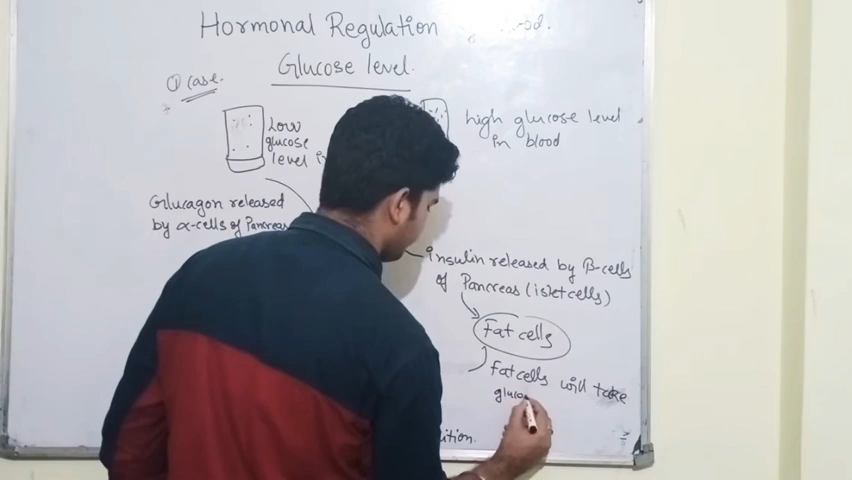 Hormonal Regulation
Glucose level.
① case.
Low
glucose
level
high glucose level
in blood
Glucagon released
by α-cells of Pancreas
insulin released by β-cells
of Pancreas (islet cells)
Fat cells
Fat cells will take